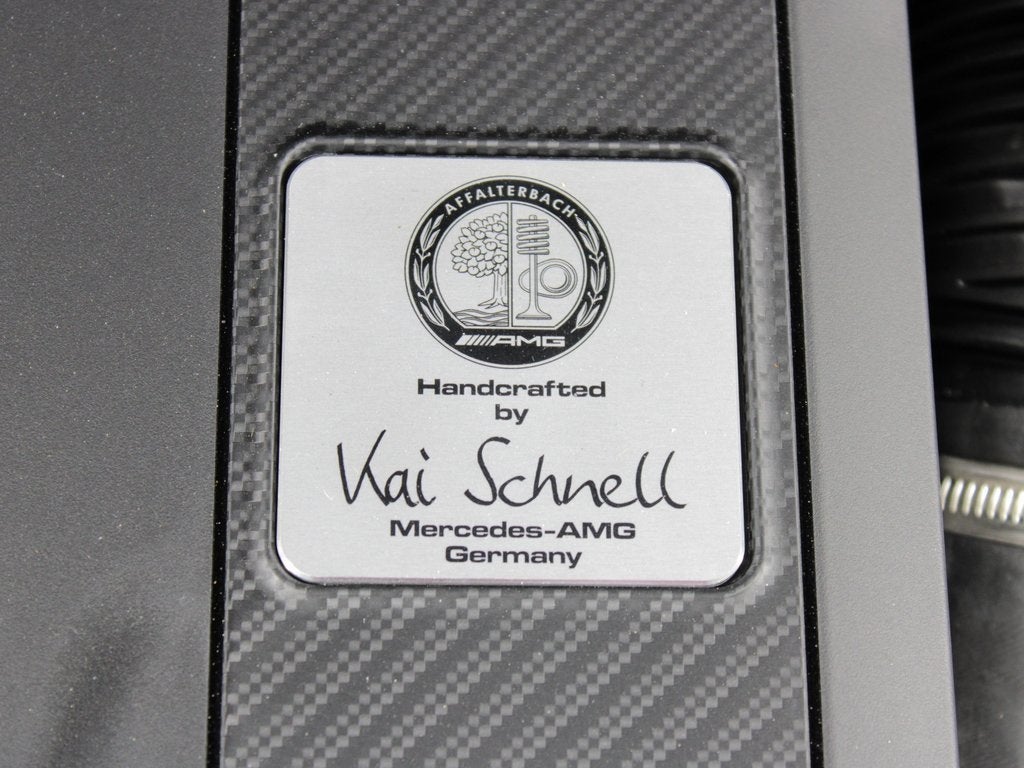 AFFALTERBACH
AMG
Handcrafted
by
Kai Schnell
Mercedes-AMG
Germany